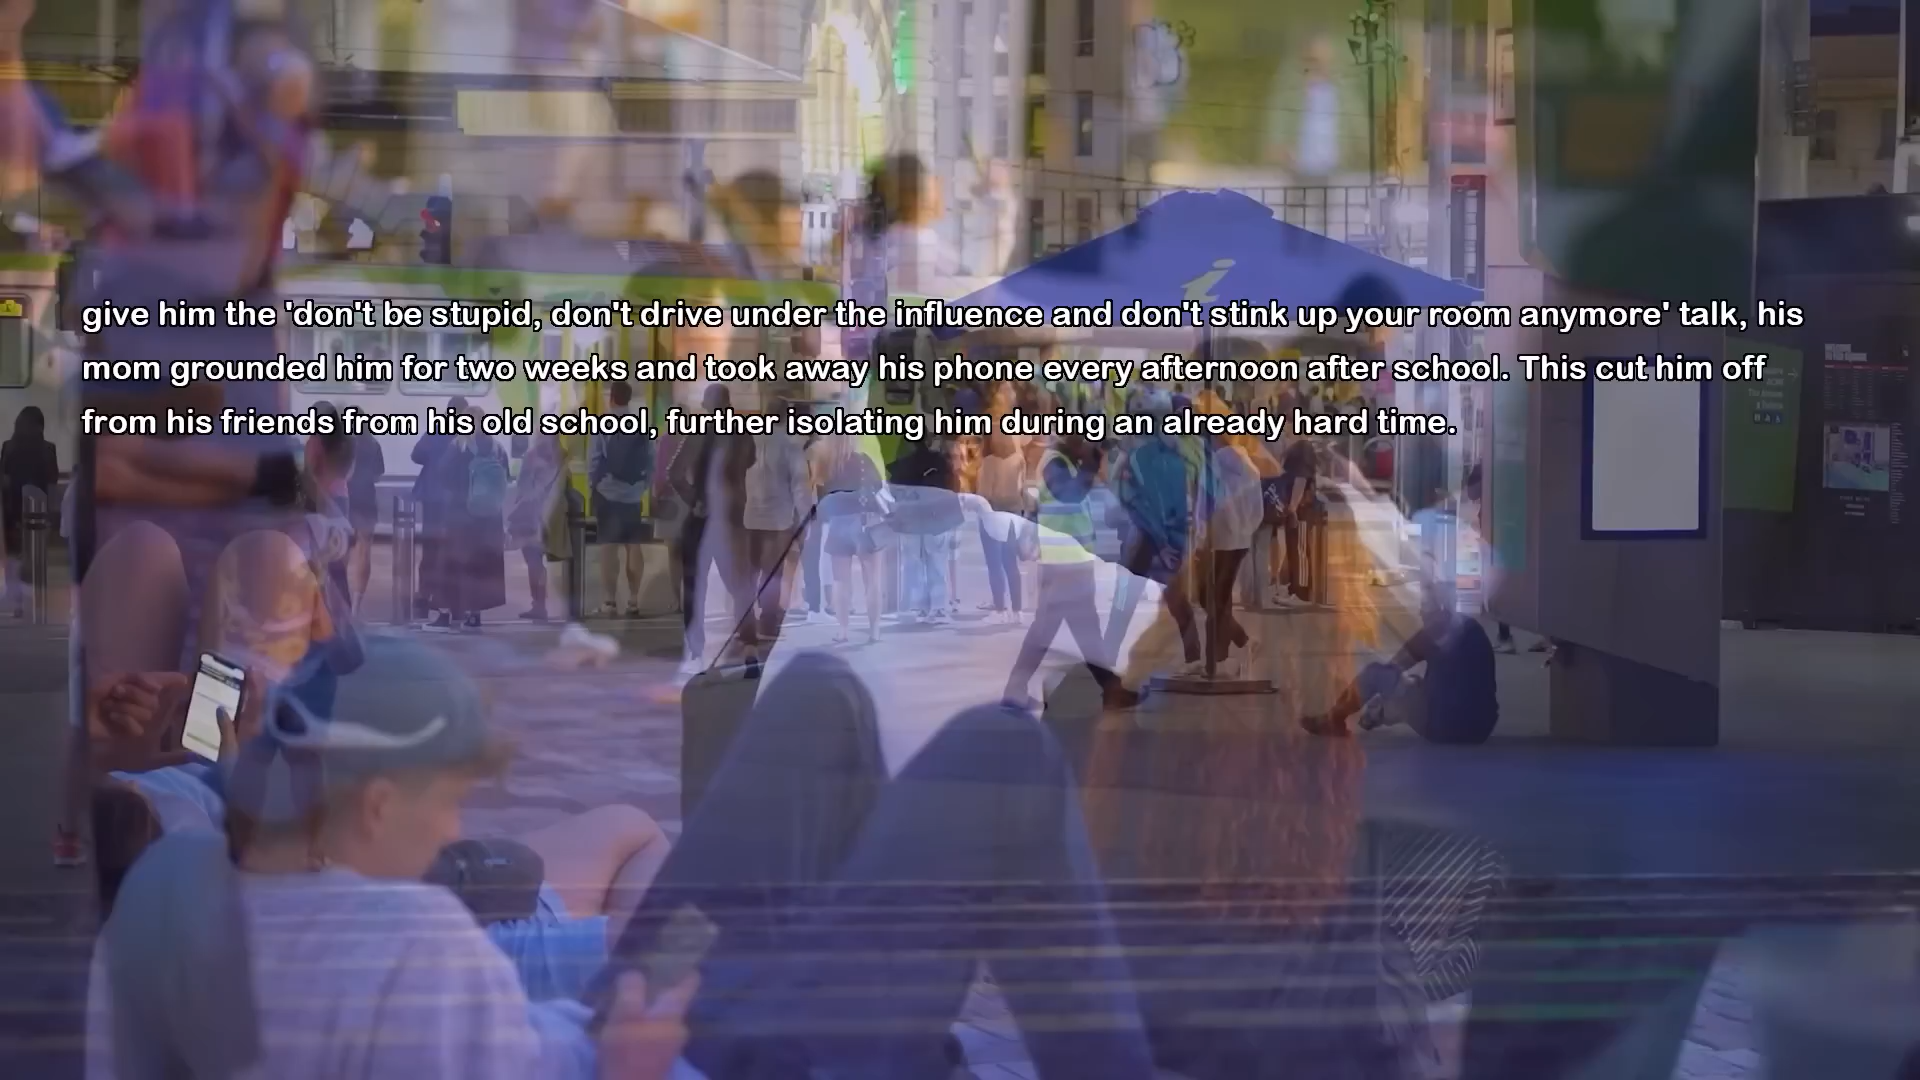 give him the 'don't be stupid, don't drive under the influence and don't stink up your room anymore' talk, his
mom grounded him for two weeks and took away his phone every afternoon after school. This cut him off
from his friends from his old school, further isolating him during an already hard time.
i